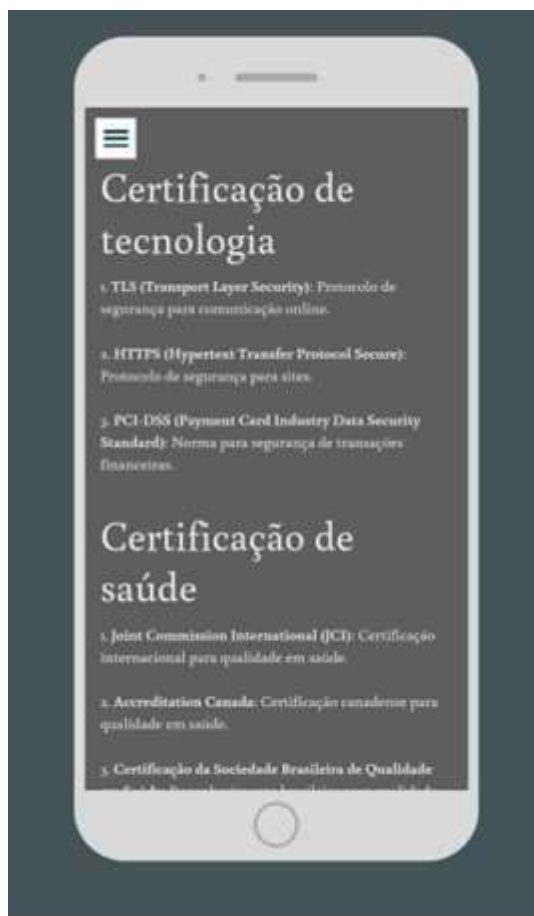 Certificação de
tecnologia
1. TLS (Transport Layer Security): Protocolo de
segurança para comunicação online.
2. HTTPS (Hypertext Transfer Protocol Secure):
Protocolo de segurança para sites.
3. PCI-DSS (Payment Card Industry Data Security
Standard): Norma para segurança de transações
financeiras.
Certificação de
saúde
1. Joint Commission International (JCI): Certificação
internacional para qualidade em saúde.
2. Accreditation Canada: Certificação canadense para
qualidade em saúde.
3. Certificação da Sociedade Brasileira de Qualidade